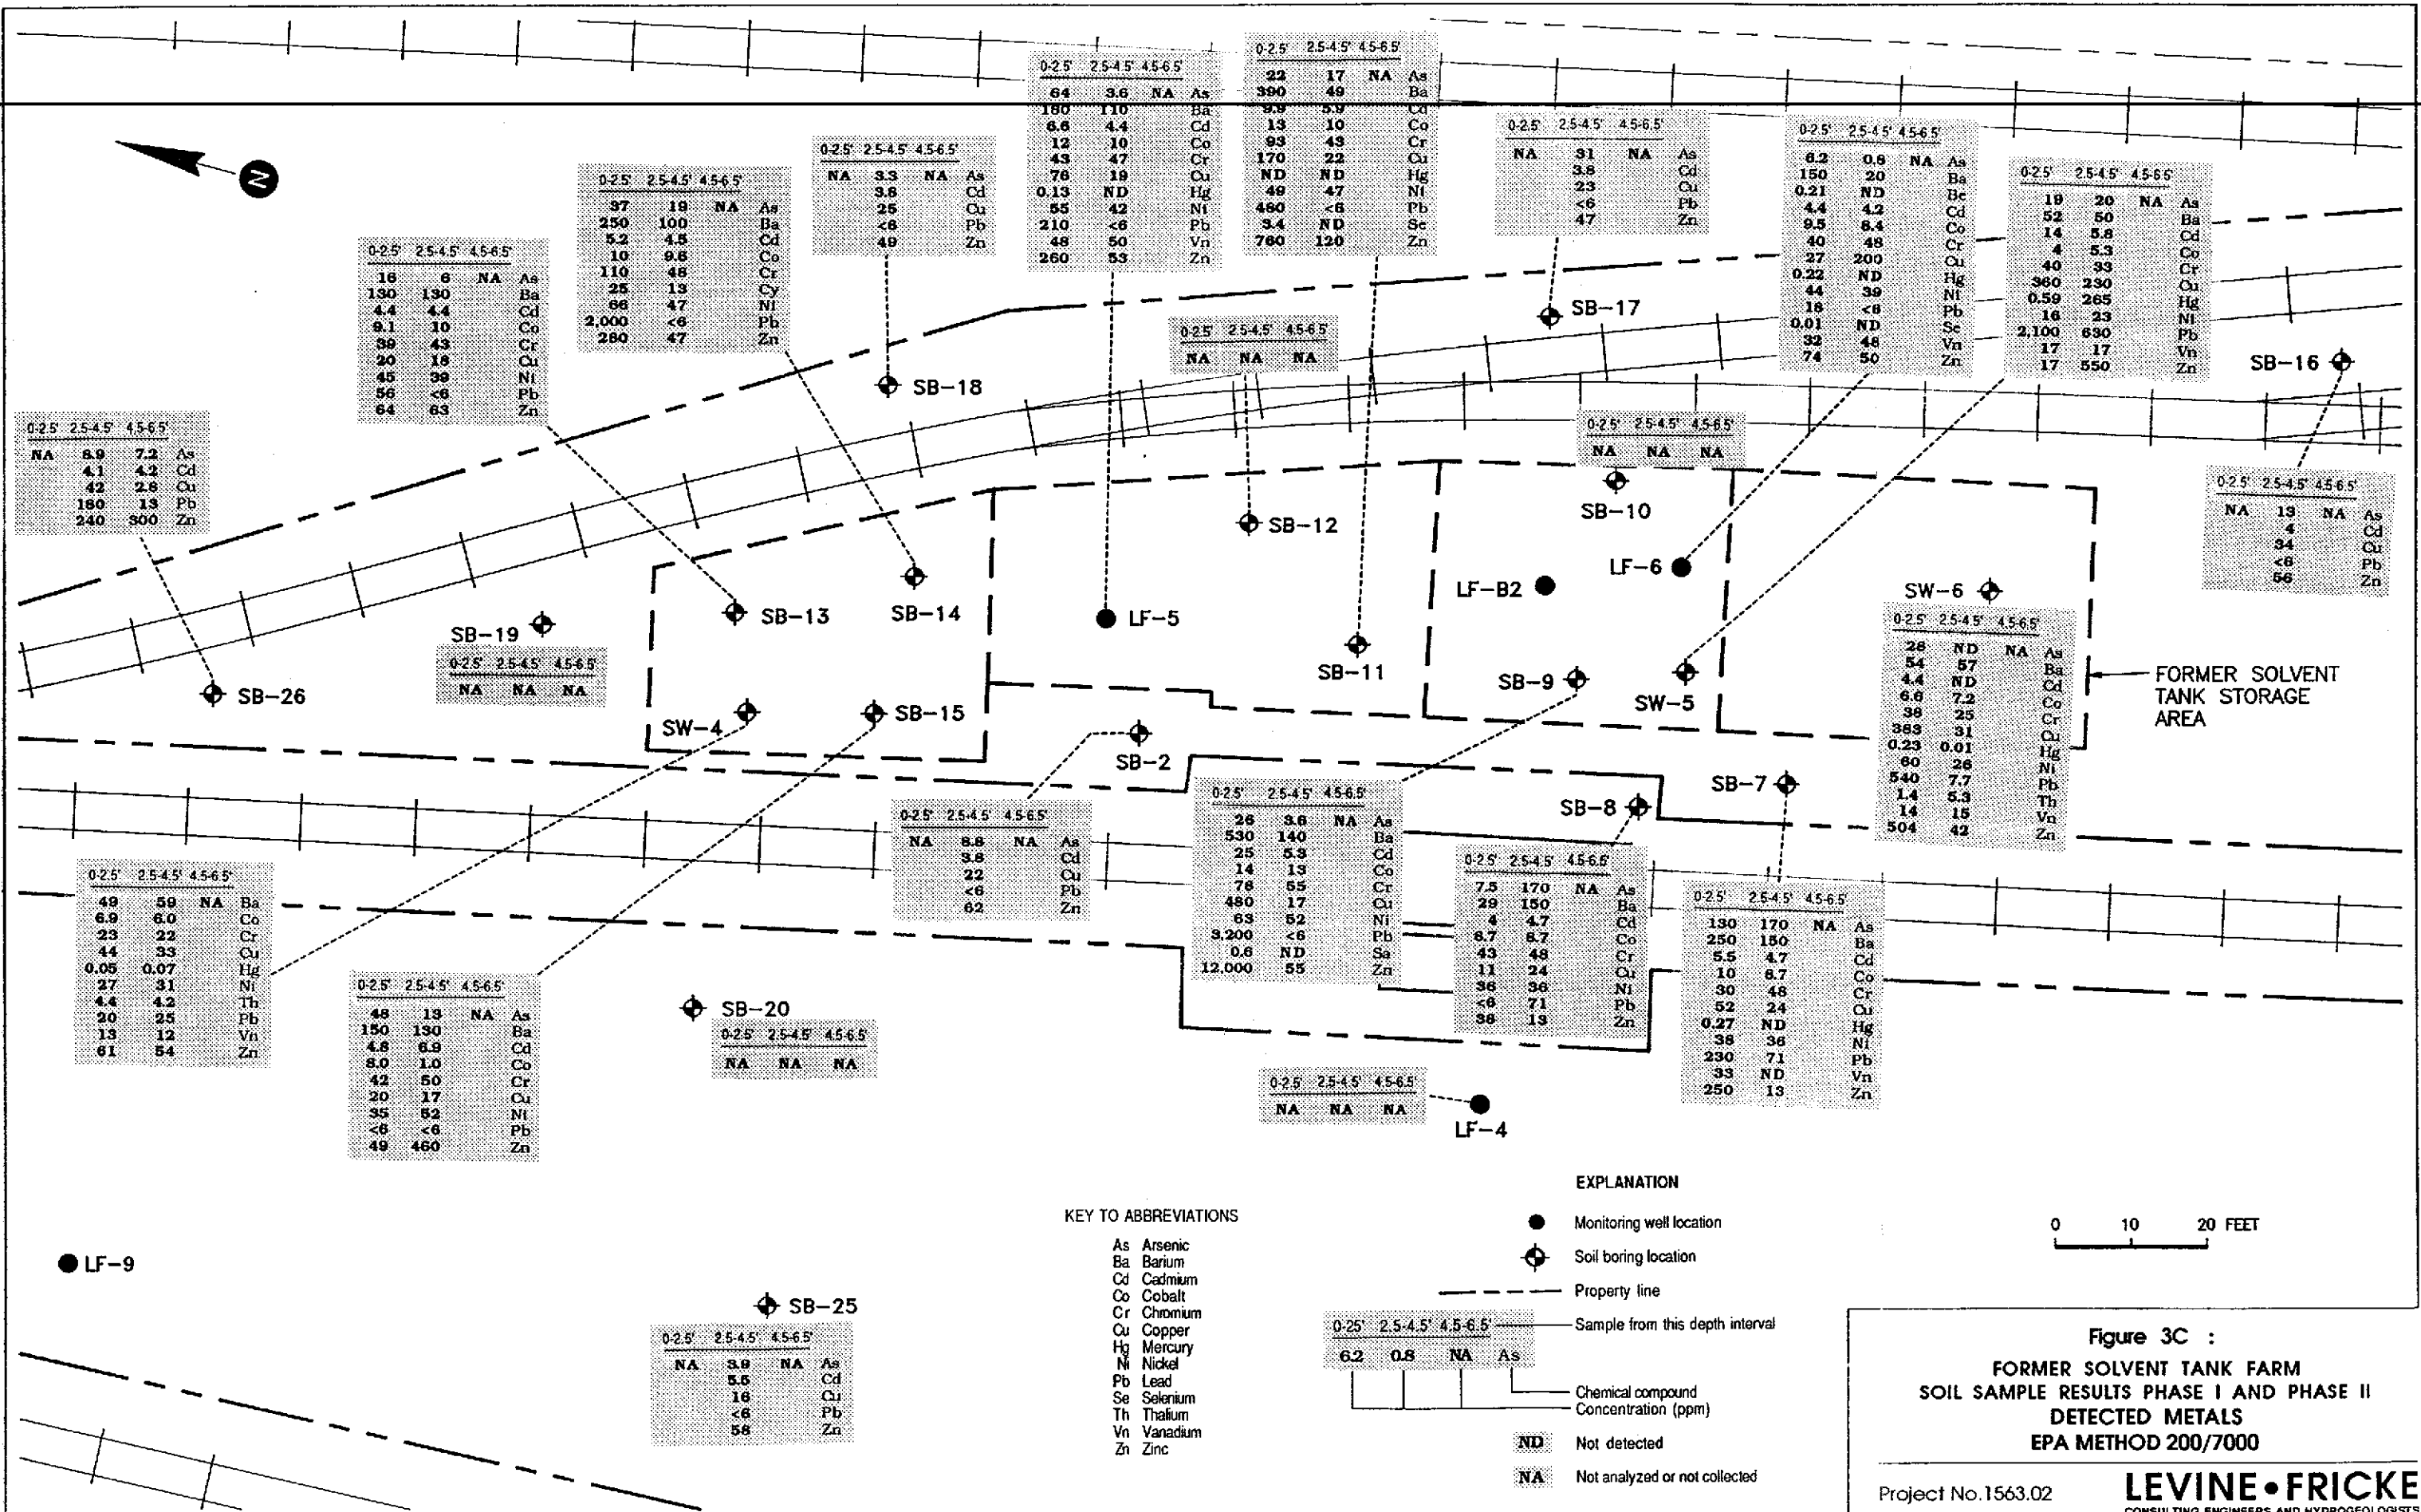 0-2.5' 2.5-4.5' 4.5-6.5'
64 3.6 NA As
180 110 Ba
6.6 4.4 Cd
12 10 Co
43 47 Cr
76 19 Cu
0.13 ND Hg
55 42 Ni
210 <6 Pb
48 50 Vn
260 53 Zn
0-2.5' 2.5-4.5' 4.5-6.5'
22 17 NA As
390 49 Ba
9.9 5.9 Cd
13 10 Co
93 43 Cr
170 22 Cu
ND ND Hg
49 47 Ni
480 <6 Pb
3.4 ND Se
760 120 Zn
0-2.5' 2.5-4.5' 4.5-6.5'
NA 31 NA As
3.8 Cd
23 Cu
<6 Pb
47 Zn
0-2.5' 2.5-4.5' 4.5-6.5'
6.2 0.8 NA As
150 20 Ba
0.21 ND Be
4.4 4.2 Cd
9.5 8.4 Co
40 48 Cr
27 200 Cu
0.22 ND Hg
44 39 Ni
18 <8 Pb
0.01 ND Se
32 48 Vn
74 50 Zn
0-2.5' 2.5-4.5' 4.5-6.5'
19 20 NA As
52 50 Ba
14 5.8 Cd
4 5.3 Co
40 33 Cr
360 230 Cu
0.59 265 Hg
16 23 Ni
2,100 630 Pb
17 17 Vn
17 550 Zn
N
0-2.5' 2.5-4.5' 4.5-6.5'
NA 3.3 NA As
3.8 Cd
25 Cu
<6 Pb
49 Zn
0-2.5' 2.5-4.5' 4.5-6.5'
37 19 NA As
250 100 Ba
5.2 4.5 Cd
10 9.6 Co
110 48 Cr
25 13 Cy
66 47 Ni
2,000 <6 Pb
280 47 Zn
0-2.5' 2.5-4.5' 4.5-6.5'
16 6 NA As
130 130 Ba
4.4 4.4 Cd
9.1 10 Co
39 43 Cr
20 18 Cu
45 39 Ni
56 <6 Pb
64 63 Zn
0-2.5' 2.5-4.5' 4.5-6.5'
NA 8.9 7.2 As
4.1 4.2 Cd
42 2.8 Cu
180 13 Pb
240 300 Zn
SB-17
SB-18
0-2.5' 2.5-4.5' 4.5-6.5'
NA NA NA
SB-16
0-2.5' 2.5-4.5' 4.5-6.5'
NA NA NA
SB-10
SB-12
0-2.5' 2.5-4.5' 4.5-6.5'
NA 13 NA As
4 Cd
34 Cu
<6 Pb
56 Zn
LF-B2
LF-6
SW-6
SB-13
SB-14
LF-5
SB-19
0-2.5' 2.5-4.5' 4.5-6.5'
NA NA NA
SB-26
SB-11
SB-9
SW-5
0-2.5' 2.5-4.5' 4.5-6.5'
28 ND NA As
54 57 Ba
4.4 ND Cd
6.6 7.2 Co
38 25 Cr
383 31 Cu
0.23 0.01 Hg
60 26 Ni
540 7.7 Pb
1.4 5.3 Th
14 15 Vn
504 42 Zn
FORMER SOLVENT
TANK STORAGE
AREA
SW-4
SB-15
SB-2
SB-8
SB-7
0-2.5' 2.5-4.5' 4.5-6.5'
NA 8.8 NA As
3.8 Cd
22 Cu
<6 Pb
62 Zn
0-2.5' 2.5-4.5' 4.5-6.5'
26 3.6 NA As
530 140 Ba
25 5.3 Cd
14 13 Co
76 55 Cr
480 17 Cu
63 52 Ni
3,200 <6 Pb
0.6 ND Sa
12,000 55 Zn
0-2.5' 2.5-4.5' 4.5-6.5'
7.5 170 NA As
29 150 Ba
4 4.7 Cd
8.7 8.7 Co
43 48 Cr
11 24 Cu
36 36 Ni
<6 71 Pb
38 13 Zn
0-2.5' 2.5-4.5' 4.5-6.5'
130 170 NA As
250 150 Ba
5.5 4.7 Cd
10 8.7 Co
30 48 Cr
52 24 Cu
0.27 ND Hg
38 36 Ni
230 71 Pb
33 ND Vn
250 13 Zn
0-2.5' 2.5-4.5' 4.5-6.5'
49 59 NA Ba
6.9 6.0 Co
23 22 Cr
44 33 Cu
0.05 0.07 Hg
27 31 Ni
4.4 4.2 Th
20 25 Pb
13 12 Vn
61 54 Zn
0-2.5' 2.5-4.5' 4.5-6.5'
48 13 NA As
150 130 Ba
4.8 6.9 Cd
8.0 1.0 Co
42 50 Cr
20 17 Cu
35 52 Ni
<6 <6 Pb
49 460 Zn
SB-20
0-2.5' 2.5-4.5' 4.5-6.5'
NA NA NA
0-2.5' 2.5-4.5' 4.5-6.5'
NA NA NA
LF-4
LF-9
SB-25
0-2.5' 2.5-4.5' 4.5-6.5'
NA 3.9 NA As
5.5 Cd
16 Cu
<6 Pb
58 Zn
KEY TO ABBREVIATIONS
As Arsenic
Ba Barium
Cd Cadmium
Co Cobalt
Cr Chromium
Cu Copper
Hg Mercury
Ni Nickel
Pb Lead
Se Selenium
Th Thalium
Vn Vanadium
Zn Zinc
EXPLANATION
Monitoring well location
Soil boring location
Property line
0-25' 2.5-4.5' 4.5-6.5' Sample from this depth interval
6.2 0.8 NA As
Chemical compound
Concentration (ppm)
ND Not detected
NA Not analyzed or not collected
0 10 20 FEET
Figure 3C :
FORMER SOLVENT TANK FARM
SOIL SAMPLE RESULTS PHASE I AND PHASE II
DETECTED METALS
EPA METHOD 200/7000
Project No.1563.02
LEVINE•FRICKE
CONSULTING ENGINEERS AND HYDROGEOLOGISTS